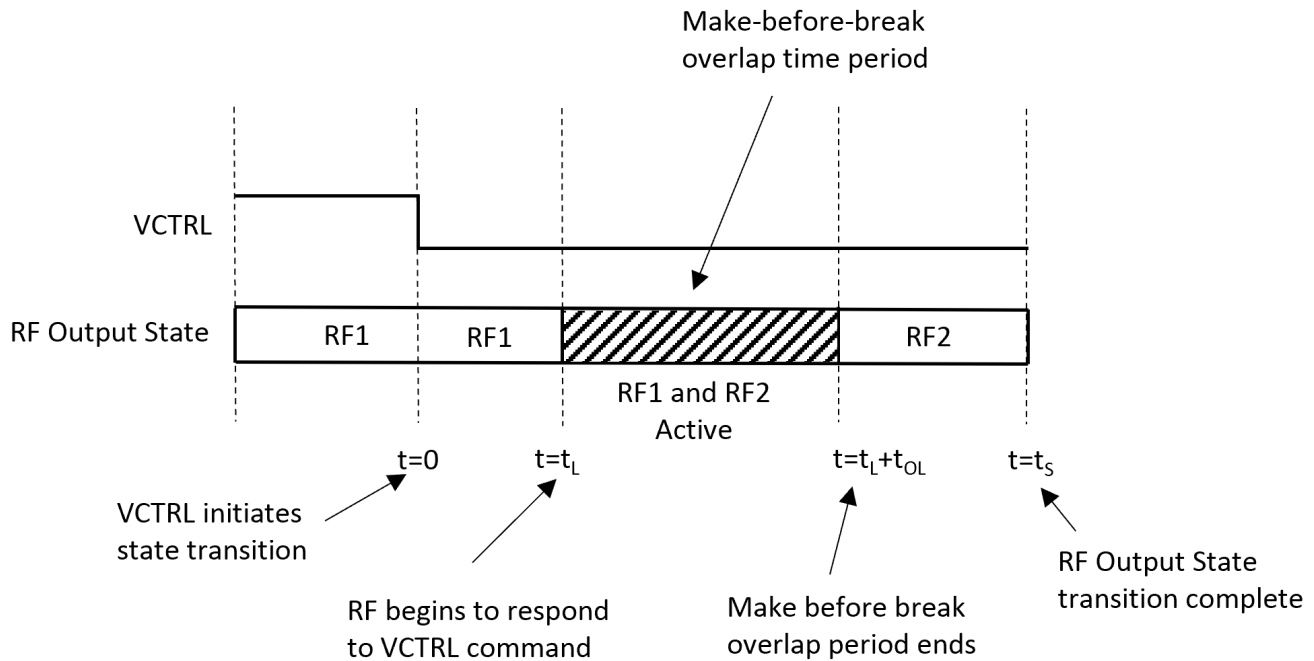 Make-before-break
overlap time period
VCTRL
RF Output State
RF1
RF1
RF2
RF1 and RF2
Active
t=0
t=tL
t=tL+tOL
t=tS
VCTRL initiates
state transition
RF begins to respond
to VCTRL command
Make before break
overlap period ends
RF Output State
transition complete